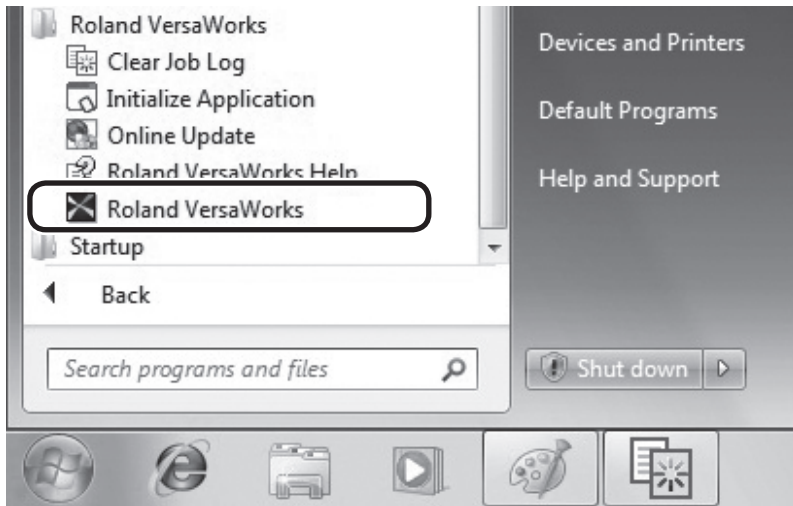 Roland VersaWorks
Clear Job Log
Initialize Application
Online Update
Roland VersaWorks Help
Roland VersaWorks
Startup
Back
Search programs and files
Devices and Printers
Default Programs
Help and Support
Shut down